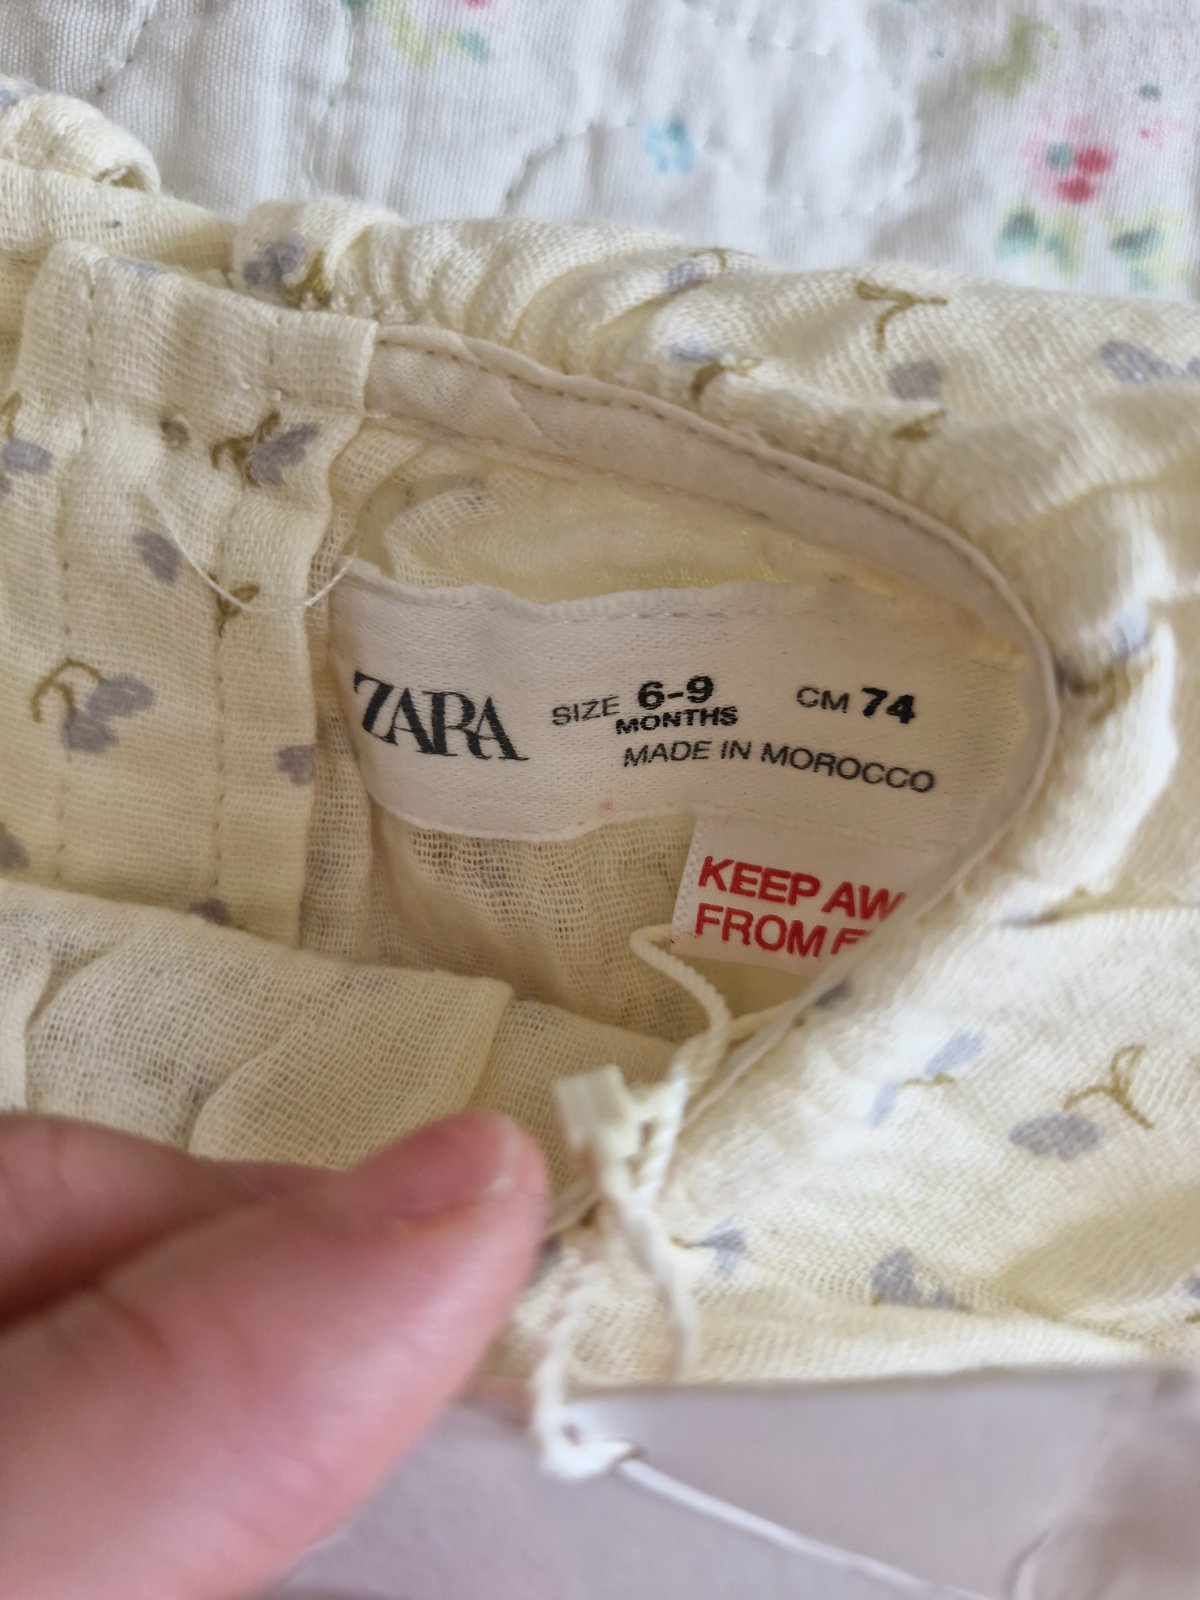 ZARA SIZE 6-9 MONTHS CM 74
MADE IN MOROCCO
KEEP AW
FROM F